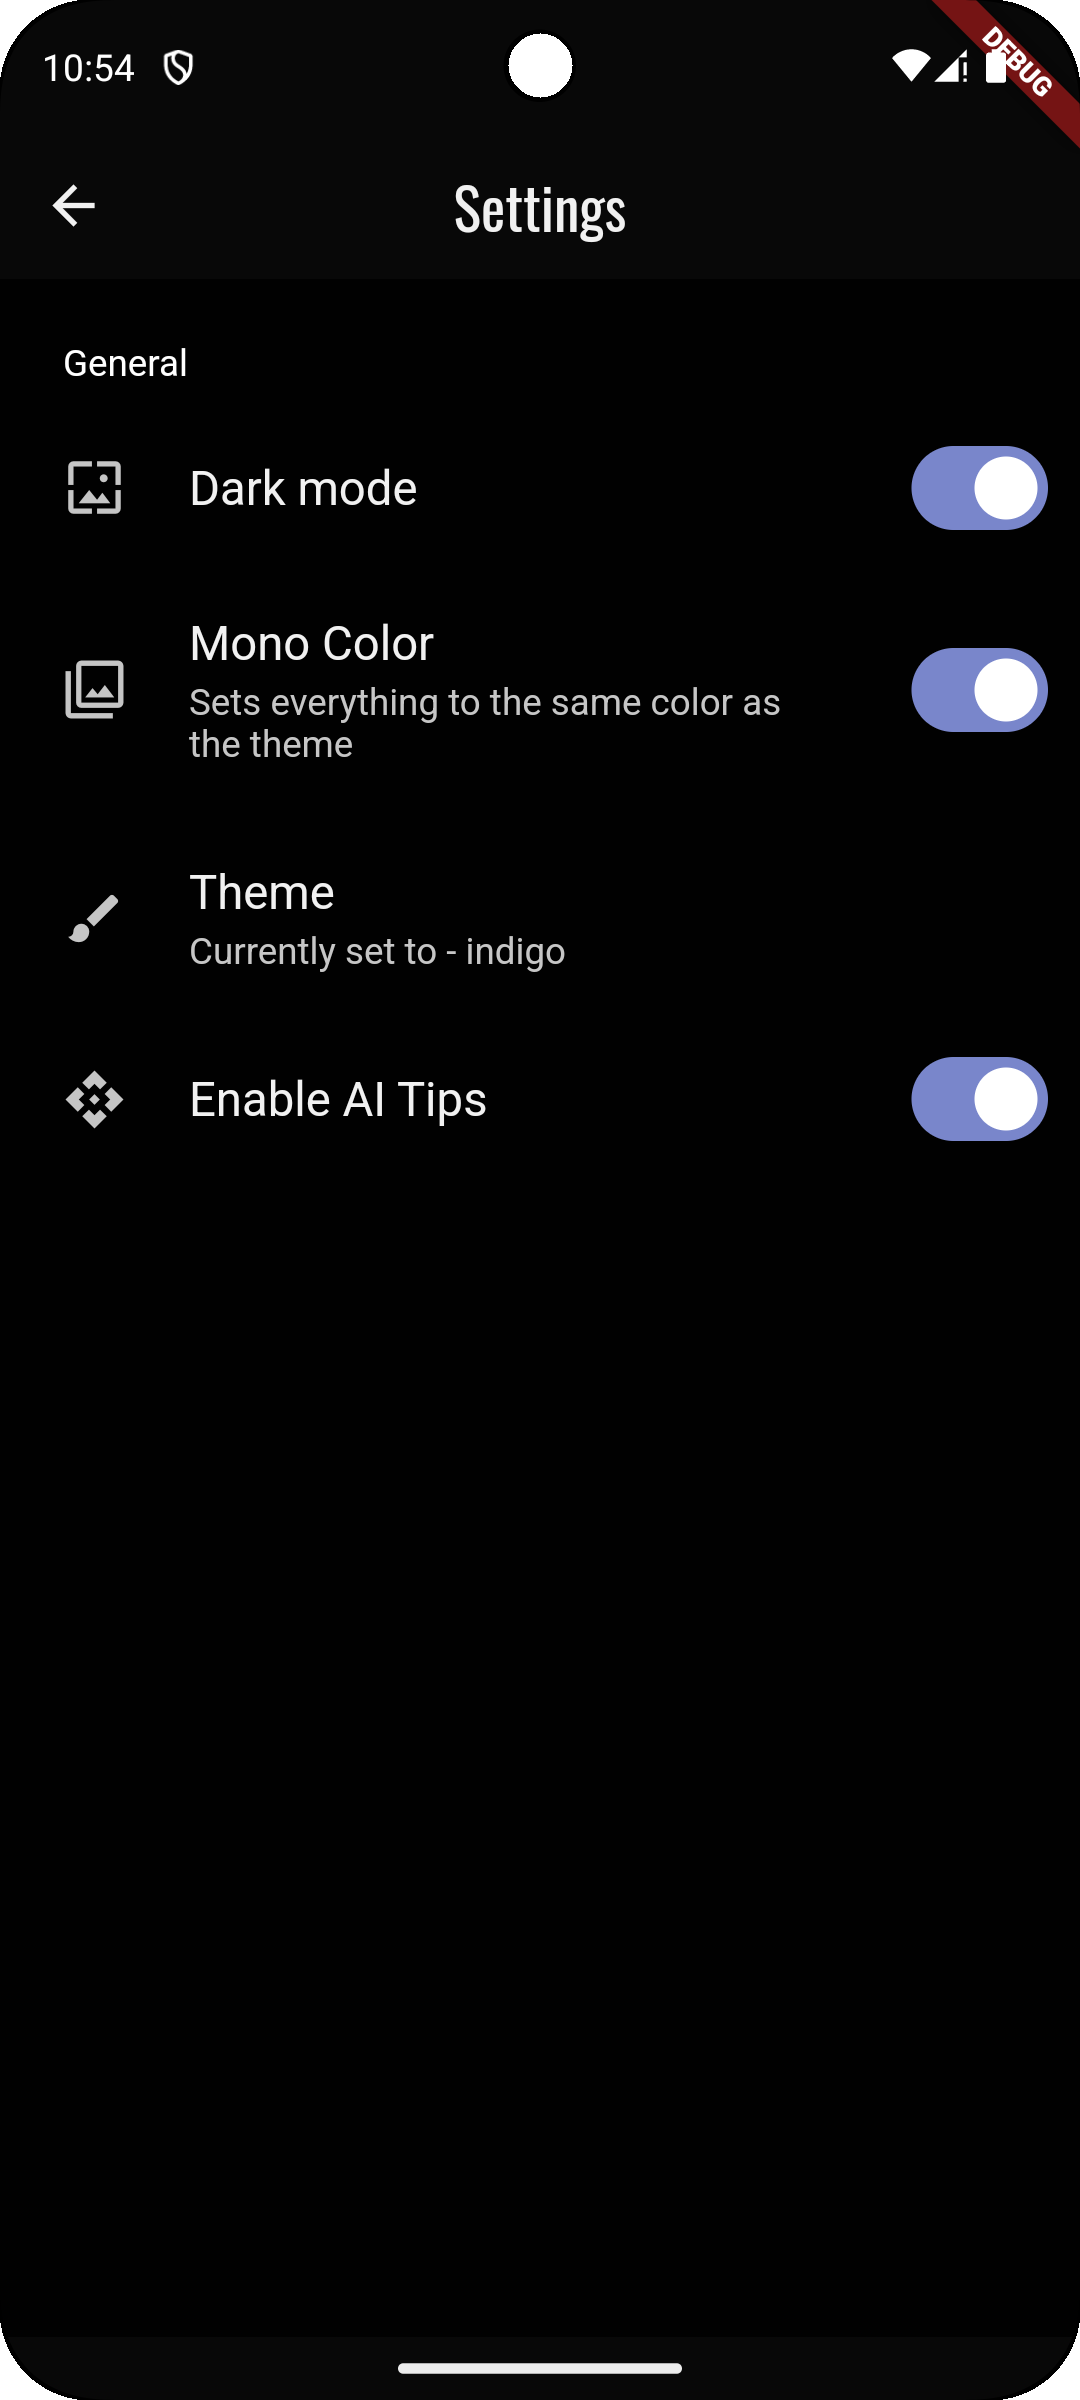 10:54
DEBUG
Settings
General
Dark mode
Mono Color
Sets everything to the same color as
the theme
Theme
Currently set to - indigo
Enable AI Tips